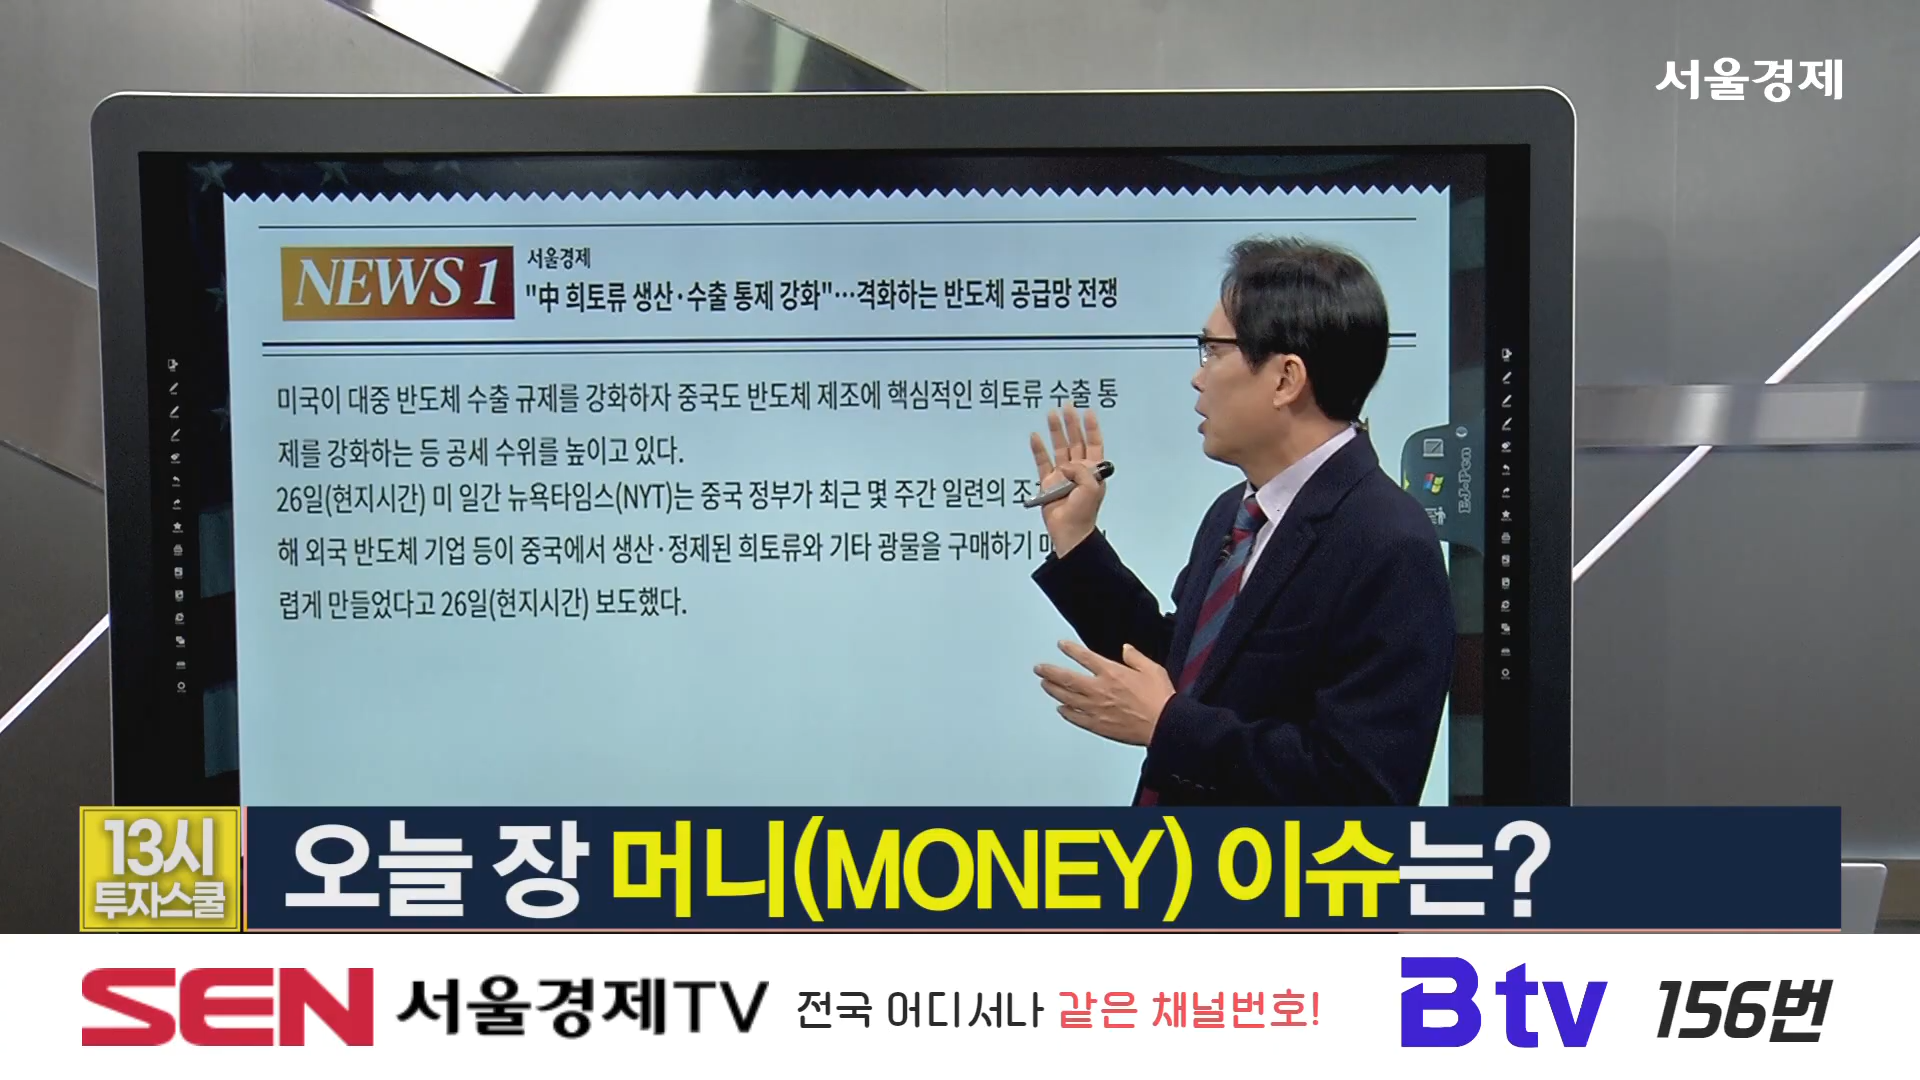 서울경제
NEWS 1
서울경제
"中 희토류 생산·수출 통제 강화"…격화하는 반도체 공급망 전쟁
미국이 대중 반도체 수출 규제를 강화하자 중국도 반도체 제조에 핵심적인 희토류 수출 통
제를 강화하는 등 공세 수위를 높이고 있다.
26일(현지시간) 미 일간 뉴욕타임스(NYT)는 중국 정부가 최근 몇 주간 일련의
해 외국 반도체 기업 등이 중국에서 생산·정제된 희토류와 기타 광물을 구매하기
렵게 만들었다고 26일(현지시간) 보도했다.
EJ-Pen
13시
투자스쿨
오늘 장 머니(MONEY) 이슈는?
SEN 서울경제TV 전국 어디서나 같은 채널번호! B tv 156번